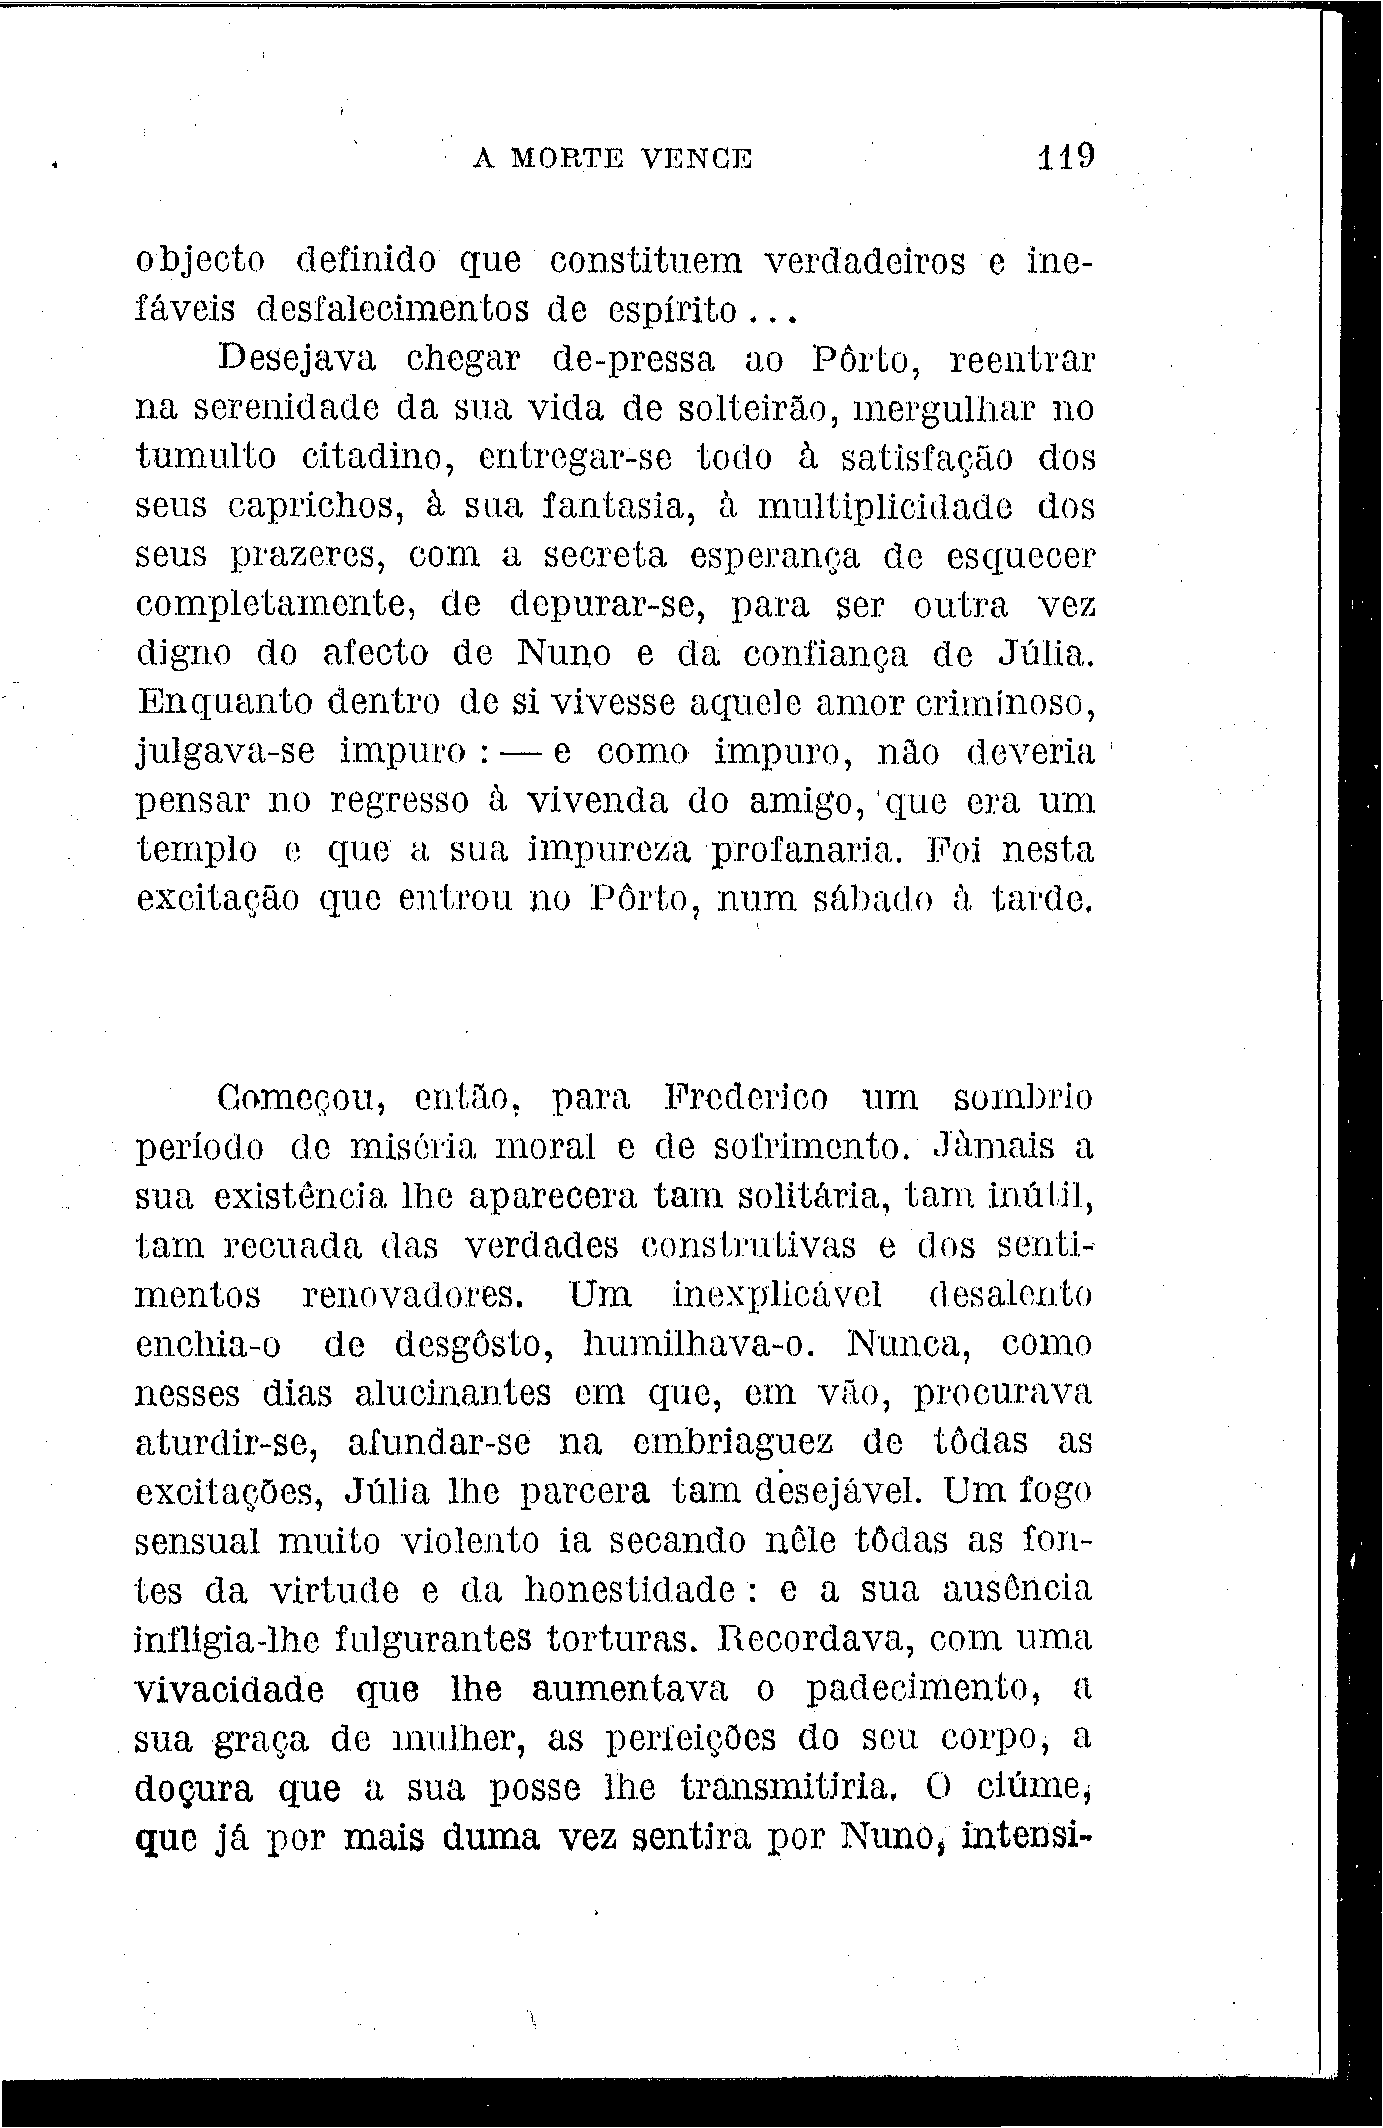 A MORTE VENCE 119
objecto definido que constituem verdadeiros e ine-
fáveis desfalecimentos de espírito...
Desejava chegar de-pressa ao Pôrto, reentrar
na serenidade da sua vida de solteirão, mergulhar no
tumulto citadino, entregar-se todo à satisfação dos
seus caprichos, à sua fantasia, à multiplicidade dos
seus prazeres, com a secreta esperança de esquecer
completamente, de depurar-se, para ser outra vez
digno do afecto de Nuno e da confiança de Júlia.
Enquanto dentro de si vivesse aquele amor criminoso,
julgava-se impuro : — e como impuro, não deveria
pensar no regresso à vivenda do amigo, que era um
templo e que a sua impureza profanaria. Foi nesta
excitação que entrou no Pôrto, num sábado à tarde.
Começou, então, para Frederico um sombrio
período de miséria moral e de sofrimento. Jàmais a
sua existência lhe aparecera tam solitária, tam inútil,
tam recuada das verdades construtivas e dos senti-
mentos renovadores. Um inexplicável desalento
enchia-o de desgôsto, humilhava-o. Nunca, como
nesses dias alucinantes em que, em vão, procurava
aturdir-se, afundar-se na embriaguez de tôdas as
excitações, Júlia lhe parcera tam desejável. Um fogo
sensual muito violento ia secando nêle tôdas as fon-
tes da virtude e da honestidade : e a sua ausência
infligia-lhe fulgurantes torturas. Recordava, com uma
vivacidade que lhe aumentava o padecimento, a
sua graça de mulher, as perfeições do seu corpo, a
doçura que a sua posse lhe transmitiria. O ciúme,
que já por mais duma vez sentira por Nuno, intensi-